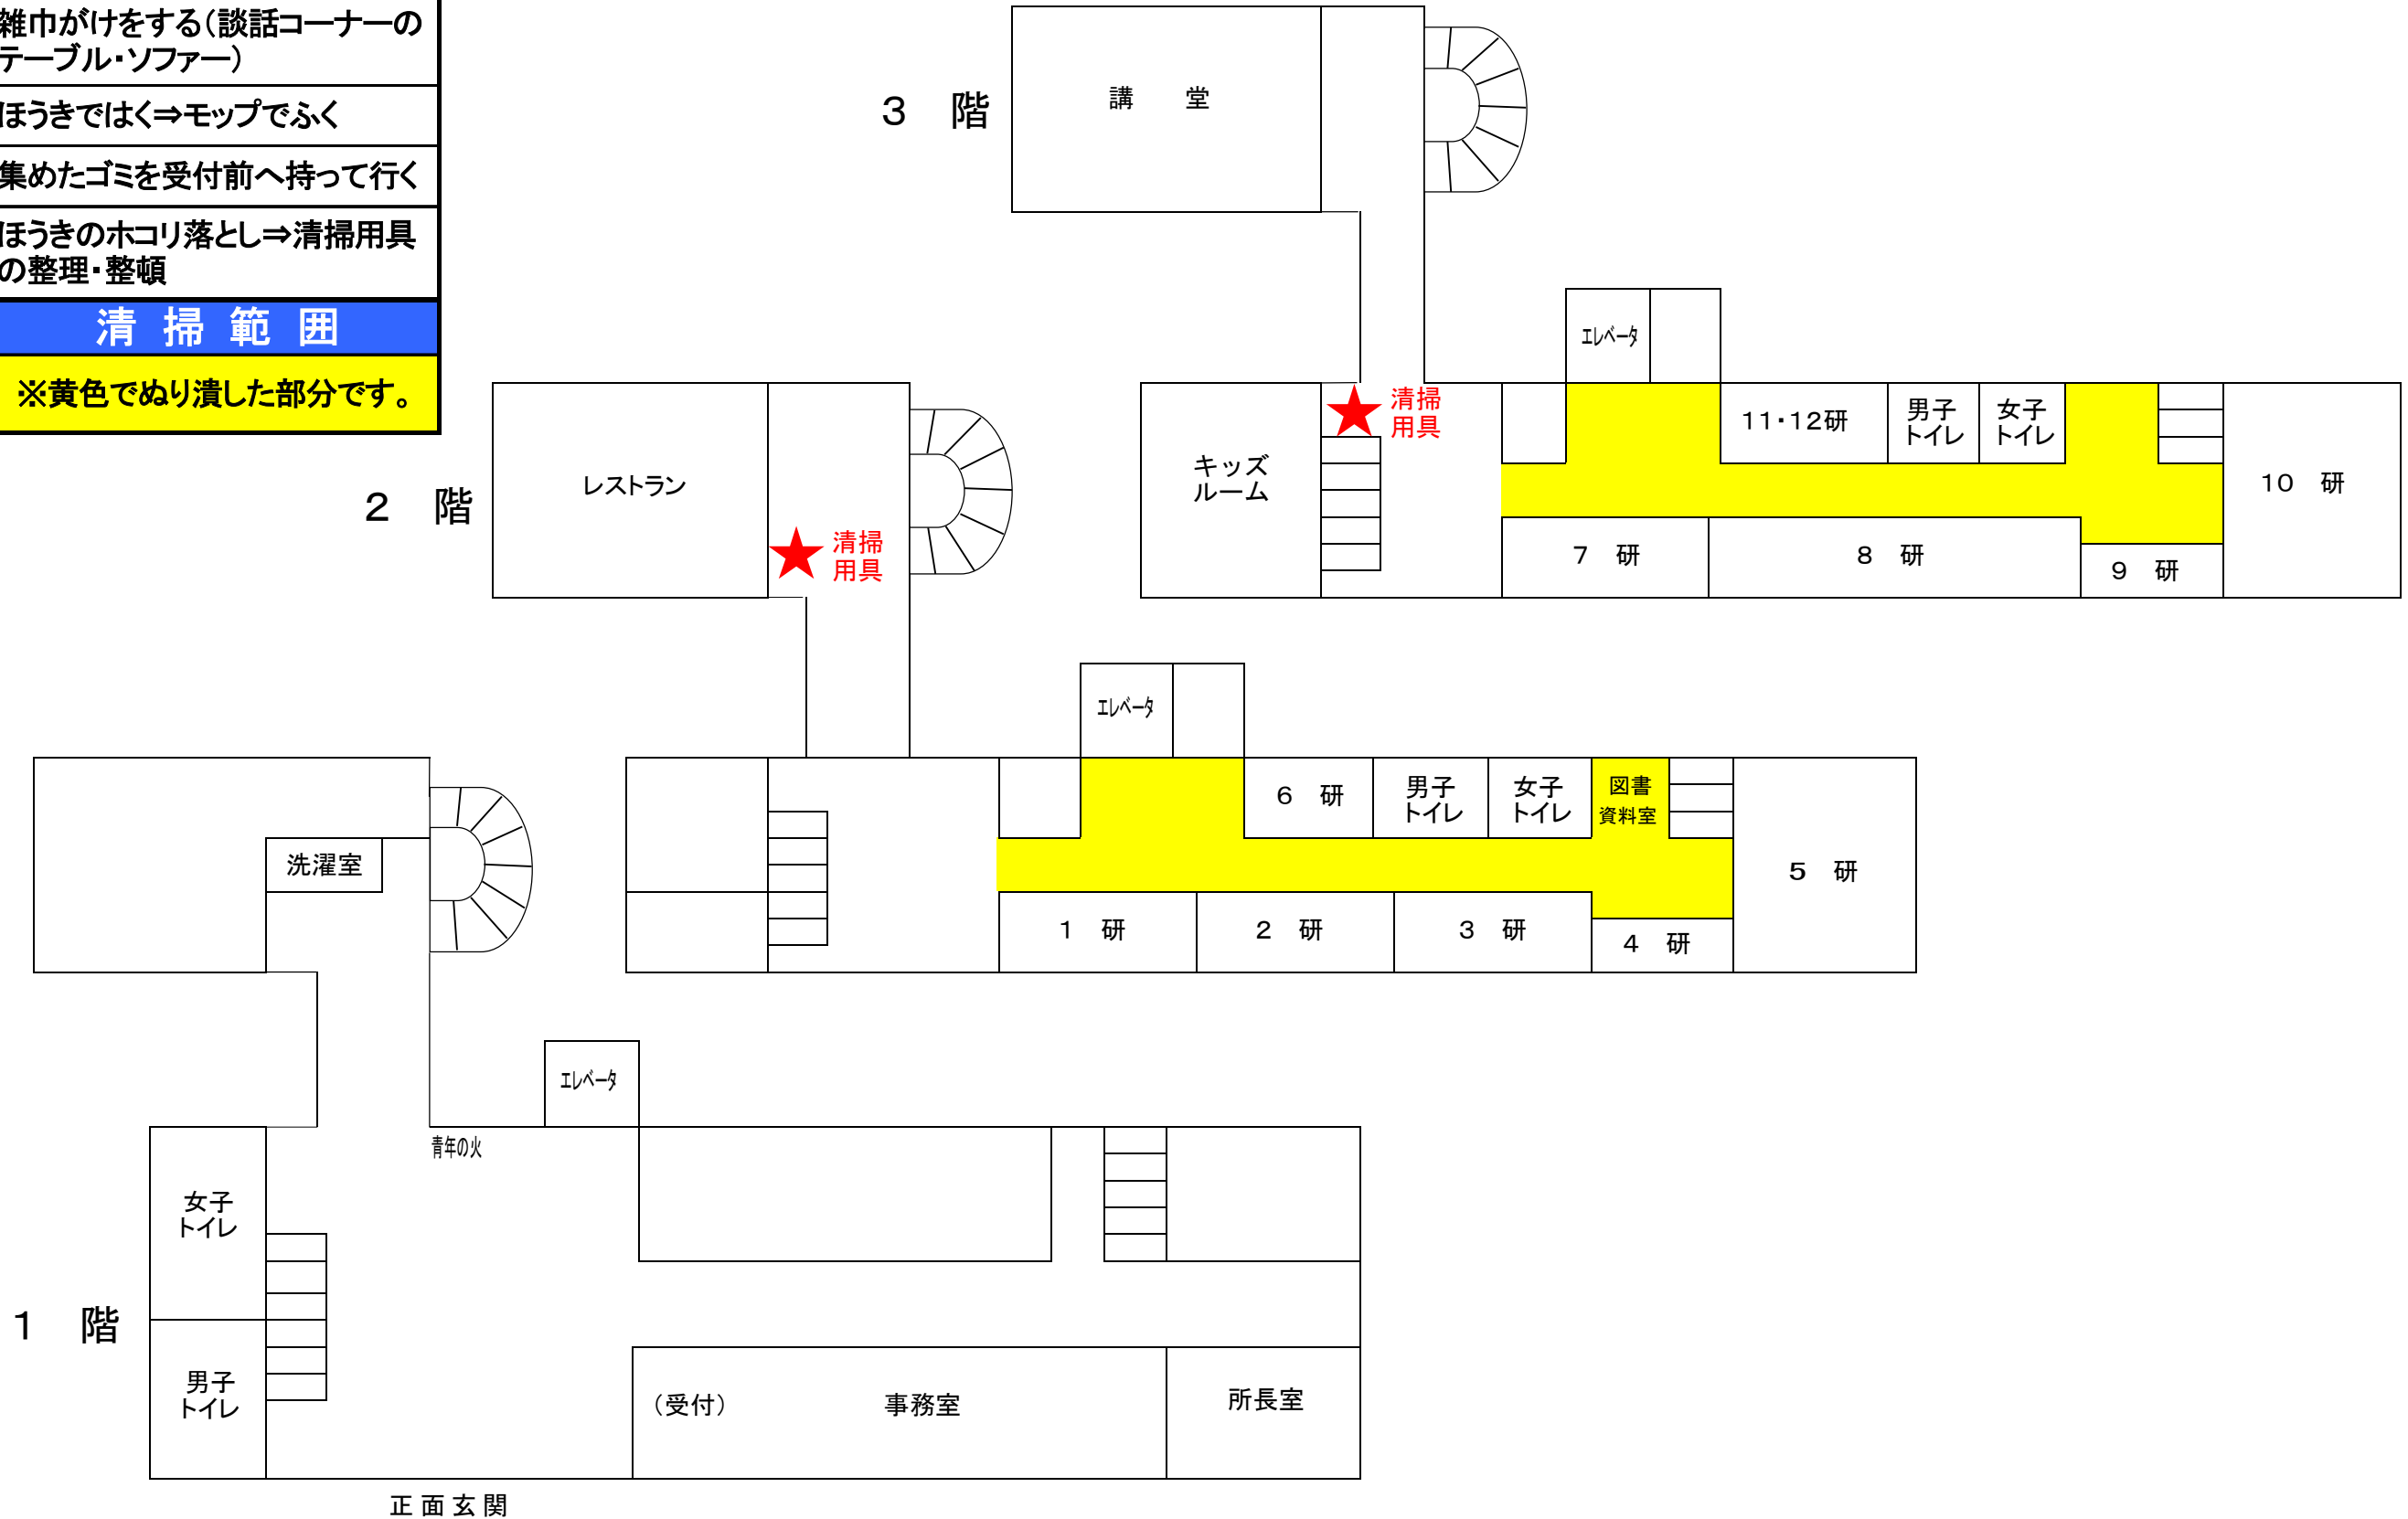 雑巾がけをする（談話コーナーの
テーブル・ソファー）
ほうきではく⇒モップでふく
集めたゴミを受付前へ持って行く
ほうきのホコリ落とし⇒清掃用具
の整理・整頓
清 掃 範 囲
※黄色でぬり潰した部分です。
３　階
講　　堂
エレベータ
清掃
用具
キッズ
ルーム
１１・１２研
男子
トイレ
女子
トイレ
１０　研
７　研
８　研
９　研
２　階
レストラン
清掃
用具
エレベータ
６　研
男子
トイレ
女子
トイレ
図書
資料室
５　研
１　研
２　研
３　研
４　研
洗濯室
エレベータ
青年の火
１　階
女子
トイレ
男子
トイレ
（受付）
事務室
所長室
正 面 玄 関